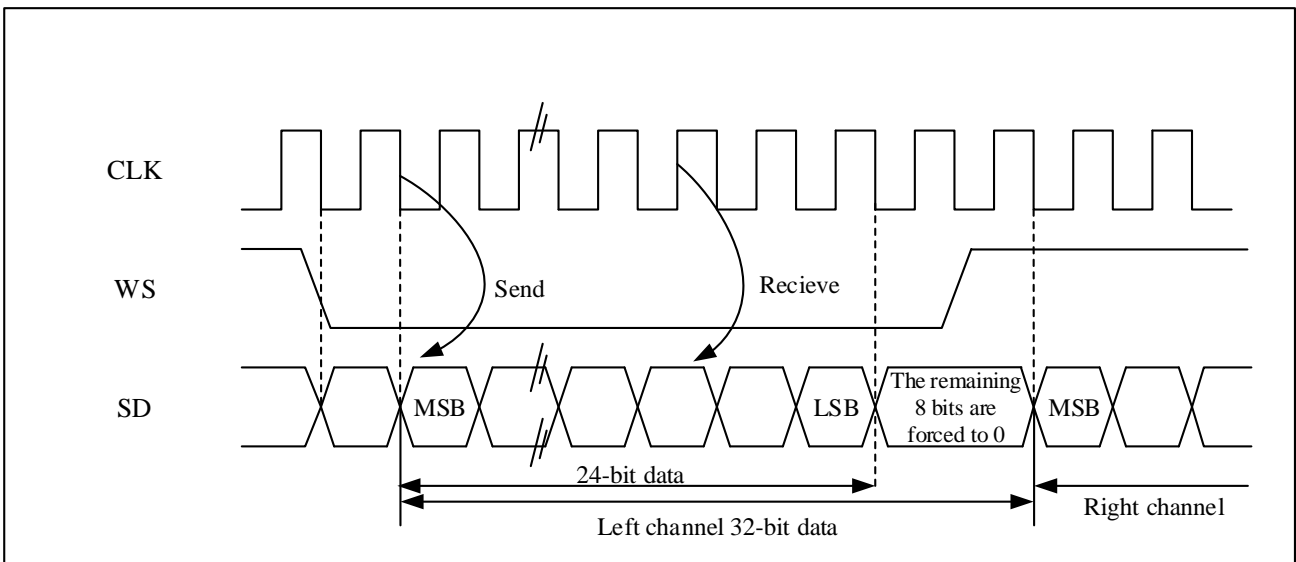 CLK
WS
Send
Recieve
SD
MSB
LSB
The remaining
8 bits are
forced to 0
MSB
24-bit data
Left channel 32-bit data
Right channel